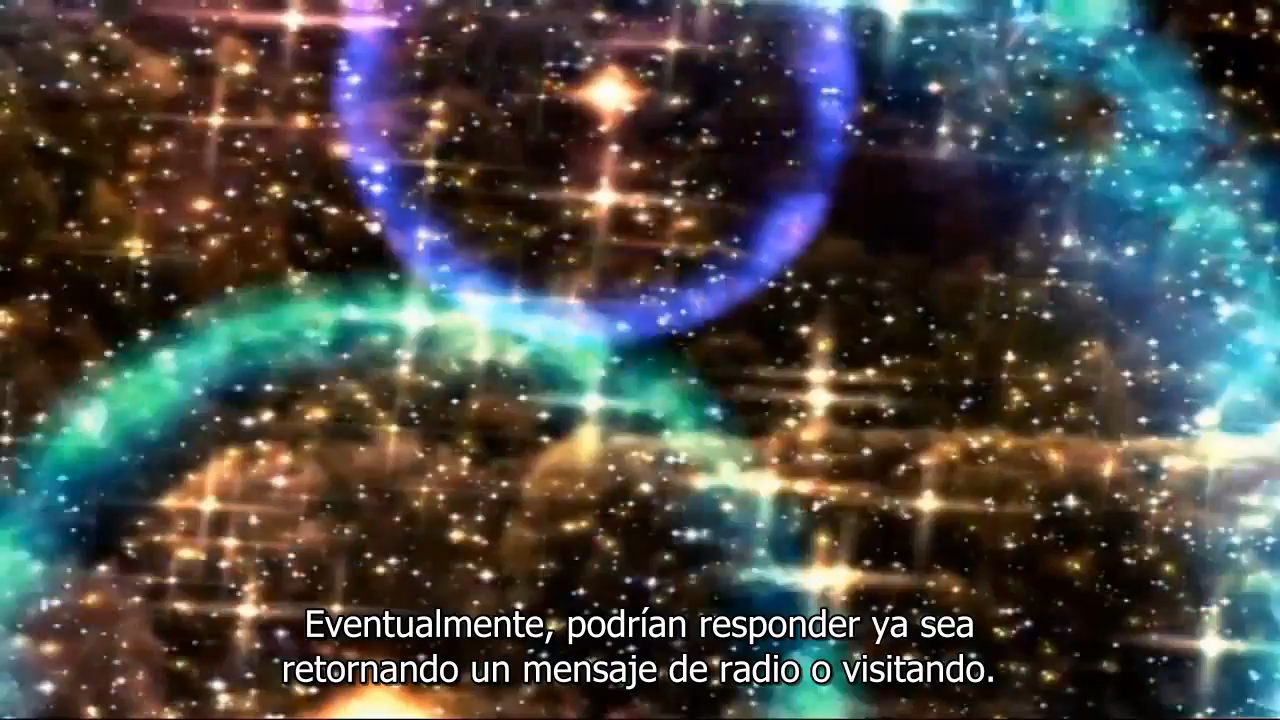 Eventualmente, podrían responder ya sea
retornando un mensaje de radio o visitando.